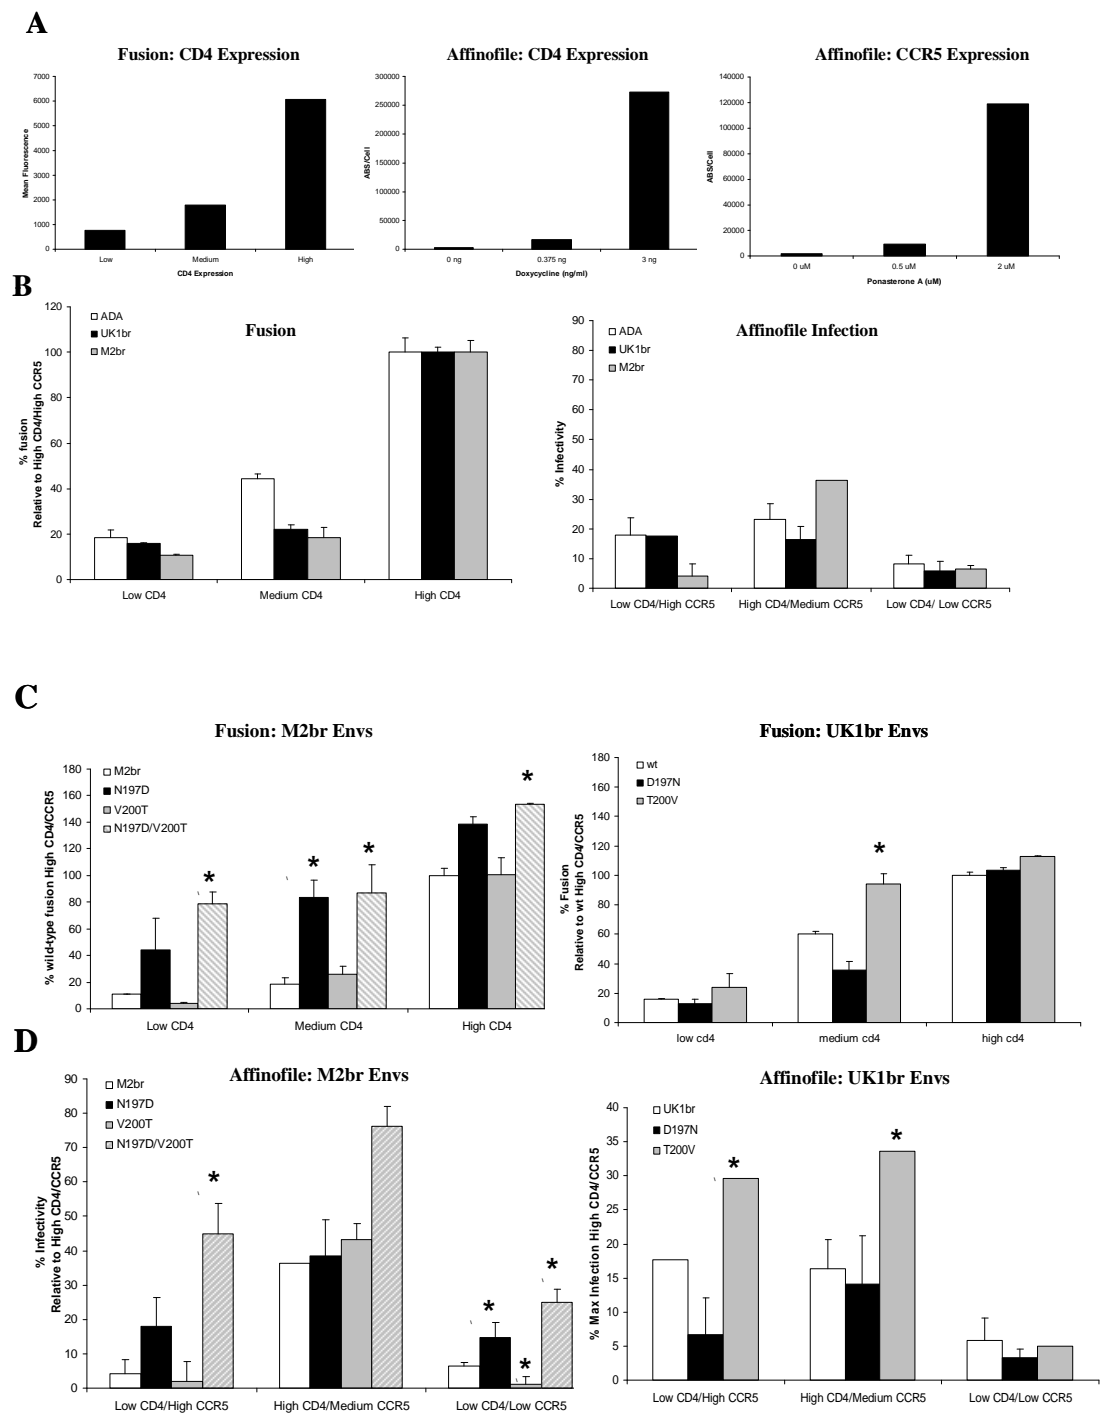 A
Fusion: CD4 Expression
Mean Fluorescence
7000
6000
5000
4000
3000
2000
1000
0
Low
Medium
High
CD4 Expression
Affinofile: CD4 Expression
ABS/Cell
300000
250000
200000
150000
100000
50000
0
0 ng
0.375 ng
3 ng
Doxycycline (ng/ml)
Affinofile: CCR5 Expression
ABS/Cell
140000
120000
100000
80000
60000
40000
20000
0
0 uM
0.5 uM
2 uM
Ponasterone A (uM)
B
Fusion
% fusion
Relative to High CD4/High CCR5
120
100
80
60
40
20
0
ADA
UK1br
M2br
Low CD4
Medium CD4
High CD4
Affinofile Infection
% Infectivity
90
80
70
60
50
40
30
20
10
0
ADA
UK1br
M2br
Low CD4/High CCR5
High CD4/Medium CCR5
Low CD4/ Low CCR5
C
Fusion: M2br Envs
% wild-type fusion High CD4/CCR5
180
160
140
120
100
80
60
40
20
0
M2br
N197D
V200T
N197D/V200T
*
*
*
*
Low CD4
Medium CD4
High CD4
Fusion: UK1br Envs
% Fusion
Relative to wt High CD4/CCR5
180
160
140
120
100
80
60
40
20
0
wt
D197N
T200V
*
low cd4
medium cd4
high cd4
D
Affinofile: M2br Envs
% Infectivity
Relative to High CD4/CCR5
90
80
70
60
50
40
30
20
10
0
M2br
N197D
V200T
N197D/V200T
*
*
*
*
Low CD4/High CCR5
High CD4/Medium CCR5
Low CD4/Low CCR5
Affinofile: UK1br Envs
% Max Infection High CD4/CCR5
40
35
30
25
20
15
10
5
0
UK1br
D197N
T200V
*
*
Low CD4/High CCR5
High CD4/Medium CCR5
Low CD4/Low CCR5